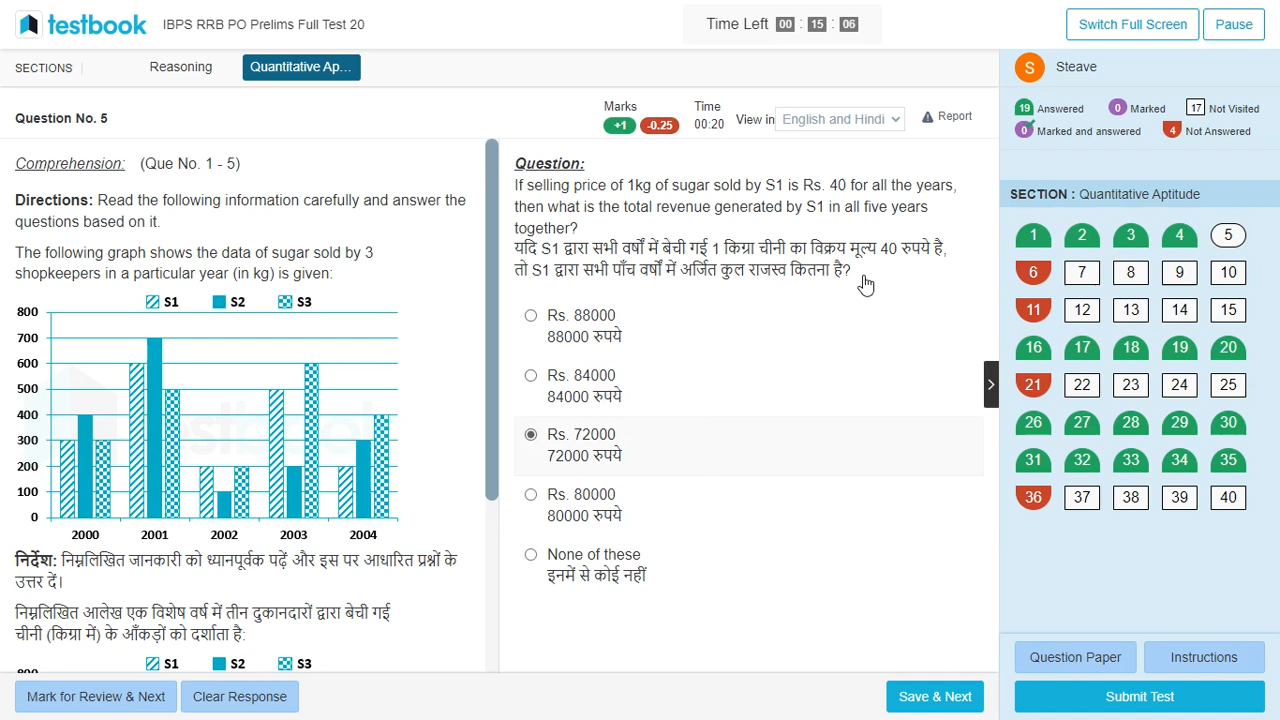 testbook
IBPS RRB PO Prelims Full Test 20
Time Left 00 : 15 : 06
Switch Full Screen
Pause
SECTIONS
Reasoning
Quantitative Ap...
S
Steave
Question No. 5
Marks
+1 -0.25
Time
00:20
View in English and Hindi
Report
19 Answered
0 Marked
17 Not Visited
0 Marked and answered
4 Not Answered
Comprehension: (Que No. 1 - 5)
Directions: Read the following information carefully and answer the
questions based on it.
The following graph shows the data of sugar sold by 3
shopkeepers in a particular year (in kg) is given:
S1 S2 S3
800
700
600
500
400
300
200
100
0
2000 2001 2002 2003 2004
testbook
निर्देश: निम्नलिखित जानकारी को ध्यानपूर्वक पढ़ें और इस पर आधारित प्रश्नों के
उत्तर दें।
निम्नलिखित आलेख एक विशेष वर्ष में तीन दुकानदारों द्वारा बेची गई
चीनी (किग्रा में) के आँकड़ों को दर्शाता है:
S1 S2 S3
800
Question:
If selling price of 1kg of sugar sold by S1 is Rs. 40 for all the years,
then what is the total revenue generated by S1 in all five years
together?
यदि S1 द्वारा सभी वर्षों में बेची गई 1 किग्रा चीनी का विक्रय मूल्य 40 रुपये है,
तो S1 द्वारा सभी पाँच वर्षों में अर्जित कुल राजस्व कितना है?
Rs. 88000
88000 रुपये
Rs. 84000
84000 रुपये
Rs. 72000
72000 रुपये
Rs. 80000
80000 रुपये
None of these
इनमें से कोई नहीं
SECTION : Quantitative Aptitude
1 2 3 4 5
6 7 8 9 10
11 12 13 14 15
16 17 18 19 20
21 22 23 24 25
26 27 28 29 30
31 32 33 34 35
36 37 38 39 40
Question Paper
Instructions
Mark for Review & Next
Clear Response
Save & Next
Submit Test